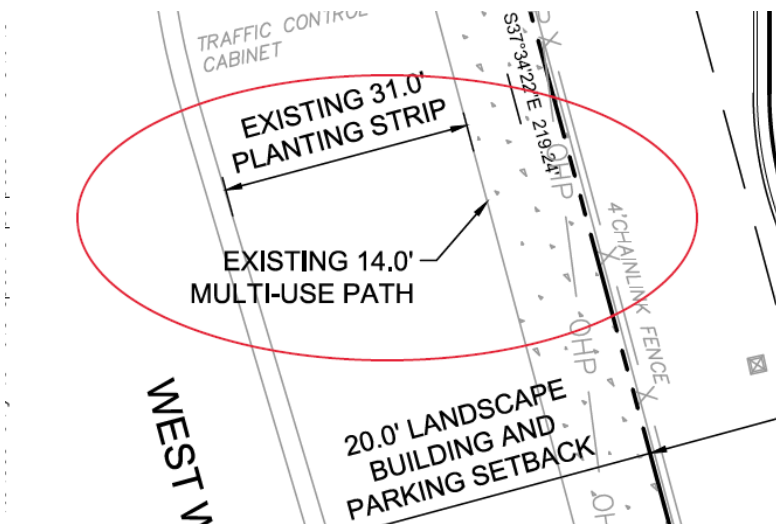 TRAFFIC CONTROL
CABINET
EXISTING 31.0'
PLANTING STRIP
S37°34'22"E 219.24'
OHP
EXISTING 14.0'
MULTI-USE PATH
4'CHAINLINK FENCE
X
X
X
OHP
20.0' LANDSCAPE
BUILDING AND
PARKING SETBACK
WEST